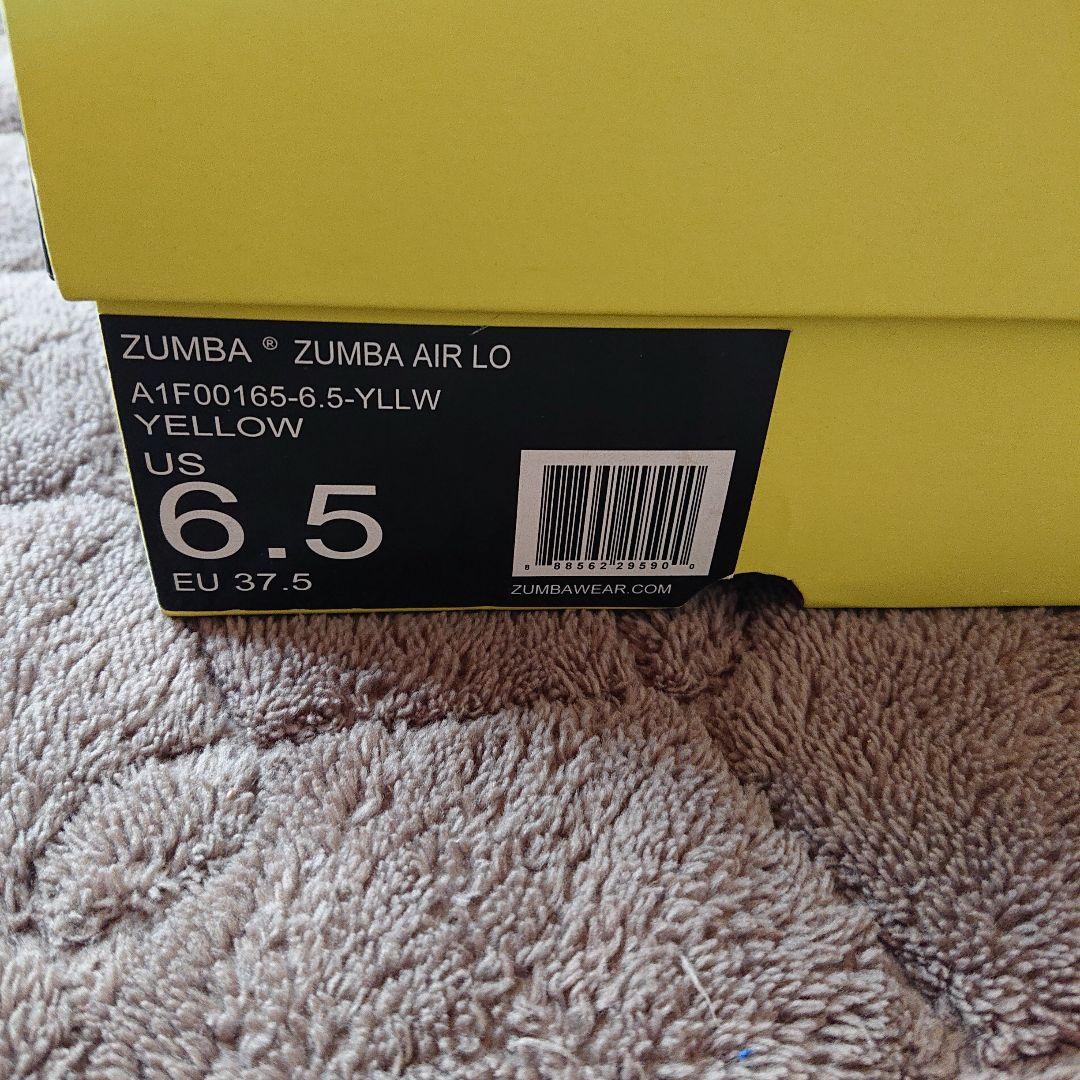 ZUMBA ® ZUMBA AIR LO
A1F00165-6.5-YLLW
YELLOW
US
6.5
EU 37.5
8 88562 29590 0
ZUMBAWEAR.COM